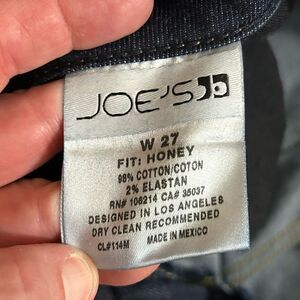 JOE'S
W 27
FIT: HONEY
98% COTTON/COTON
2% ELASTAN
RN# 106214 CA# 35037
DESIGNED IN LOS ANGELES
DRY CLEAN RECOMMENDED
CL#114M MADE IN MEXICO